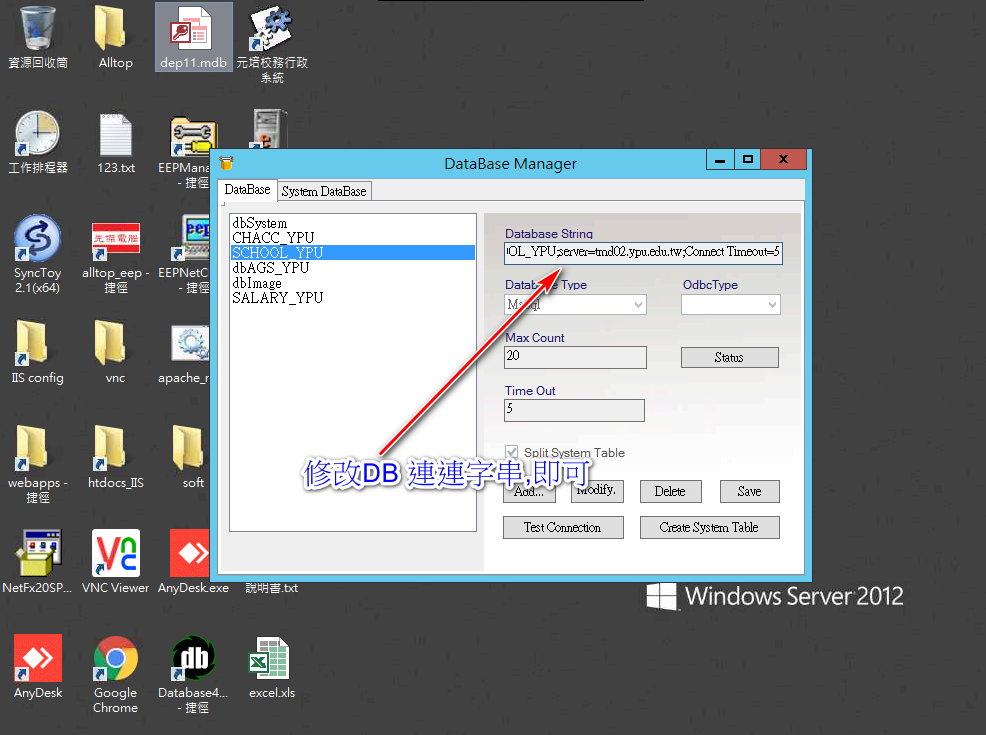 資源回收筒
Alltop
dep11.mdb
元培校務行政
系統
工作排程器
123.txt
EEPMana
- 捷徑
SyncToy
2.1(x64)
先傑電腦
alltop_eep -
捷徑
eep
EEPNetC
- 捷徑
IIS config
vnc
apache_r
webapps -
捷徑
htdocs_IIS
soft
NetFx20SP...
VNC Viewer
AnyDesk.exe
說明書.txt
AnyDesk
Google
Chrome
db
Database4...
- 捷徑
excel.xls
DataBase Manager
DataBase
System DataBase
dbSystem
CHACC_YPU
SCHOOL_YPU
dbAGS_YPU
dbImage
SALARY_YPU
Database String
OL_YPU;server=tmd02.ypu.edu.tw;Connect Timeout=5
Type
OdbcType
Max Count
20
Status
Time Out
5
Split System Table
修改DB 連連字串,即可
Add...
Modify.
Delete
Save
Test Connection
Create System Table
Windows Server 2012